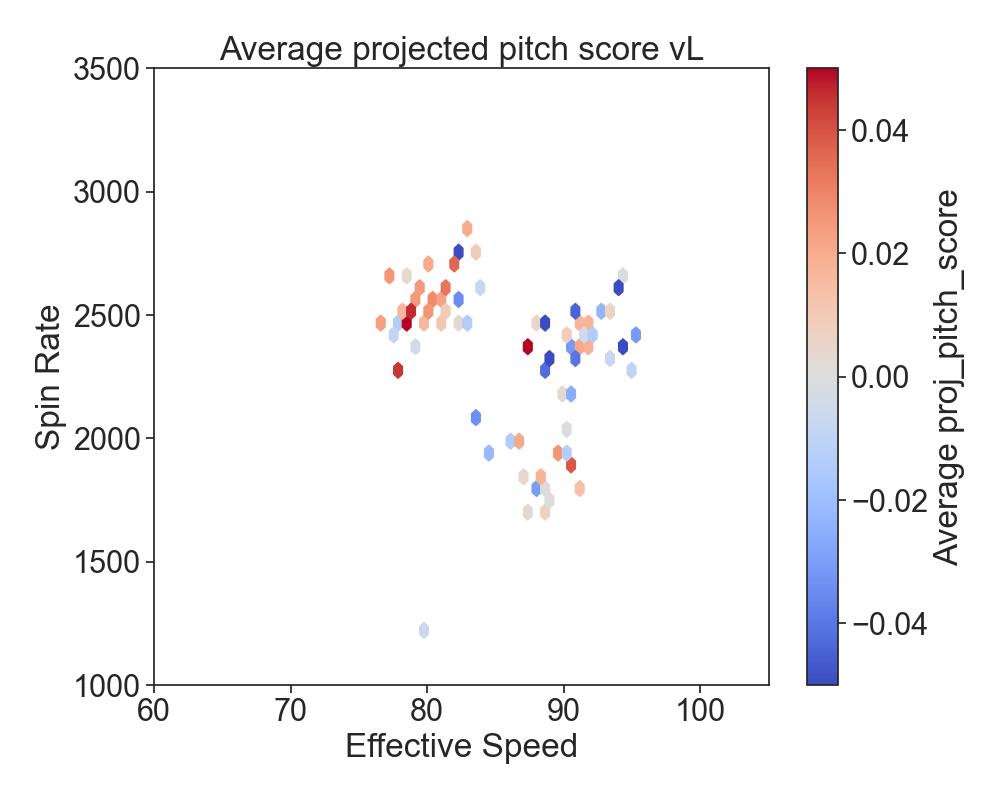 Average projected pitch score vL
3500
3000
2500
2000
1500
1000
Spin Rate
60 70 80 90 100
Effective Speed
0.04
0.02
0.00
−0.02
−0.04
Average proj_pitch_score